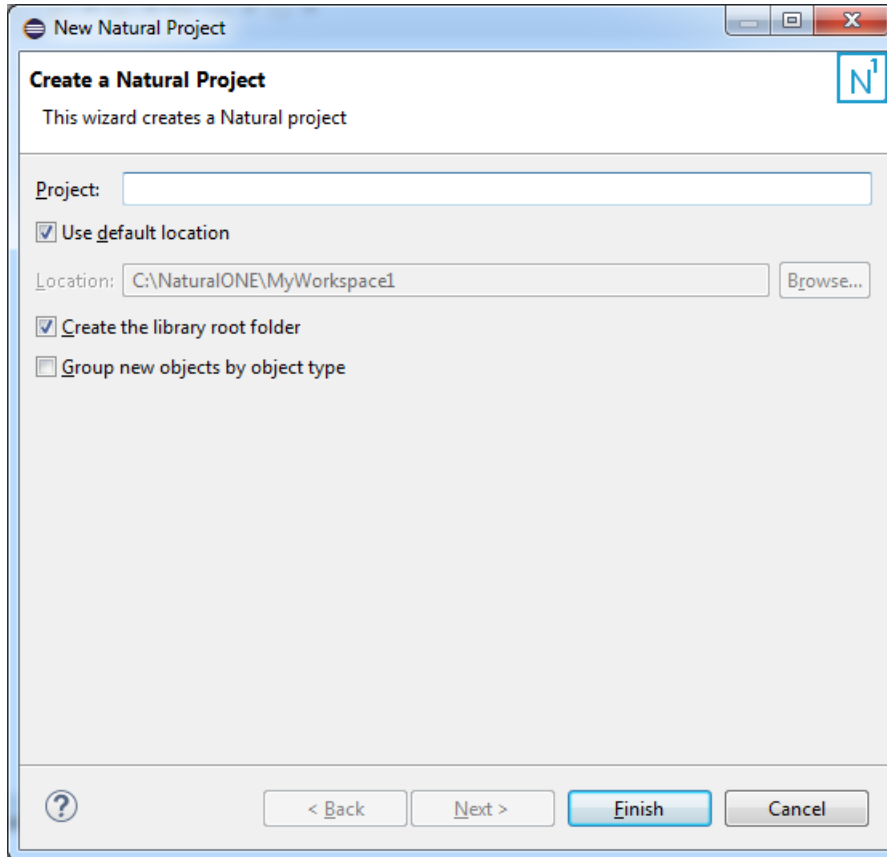 New Natural Project
Create a Natural Project
This wizard creates a Natural project
N1
Project:
Use default location
Location: C:\NaturalONE\MyWorkspace1 Browse...
Create the library root folder
Group new objects by object type
? < Back Next > Finish Cancel